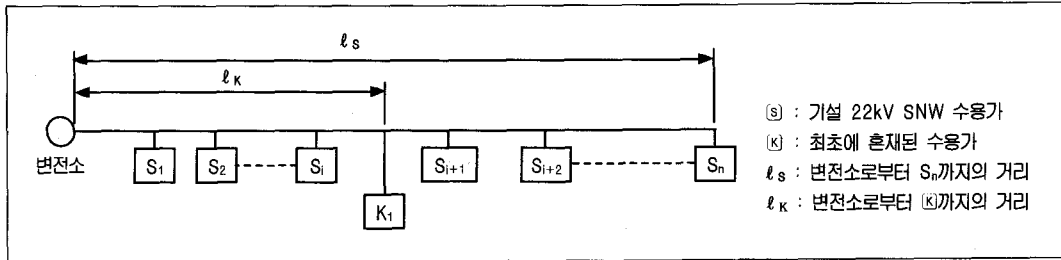 ℓS
ℓK
변전소
S1
S2
Si
K1
Si+1
Si+2
Sn
S : 기설 22kV SNW 수용가
K : 최초에 혼재된 수용가
ℓS : 변전소로부터 Sn까지의 거리
ℓK : 변전소로부터 K까지의 거리